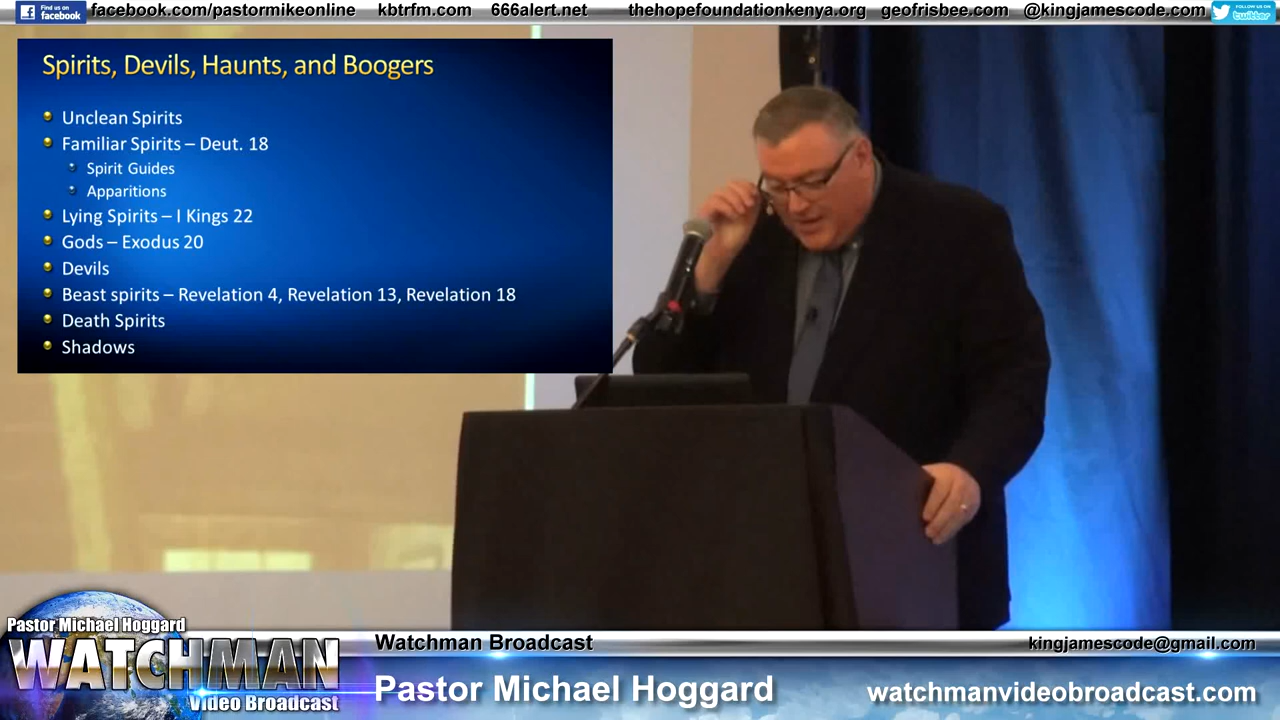 Find us on facebook
facebook.com/pastormikeonline kbtrfm.com 666alert.net thehopefoundationkenya.org geofrisbee.com @kingjamescode.com FOLLOW US ON twitter
Spirits, Devils, Haunts, and Boogers
Unclean Spirits
Familiar Spirits – Deut. 18
Spirit Guides
Apparitions
Lying Spirits – I Kings 22
Gods – Exodus 20
Devils
Beast spirits – Revelation 4, Revelation 13, Revelation 18
Death Spirits
Shadows
Pastor Michael Hoggard
WATCHMAN
Video Broadcast
Watchman Broadcast
kingjamescode@gmail.com
Pastor Michael Hoggard
watchmanvideobroadcast.com